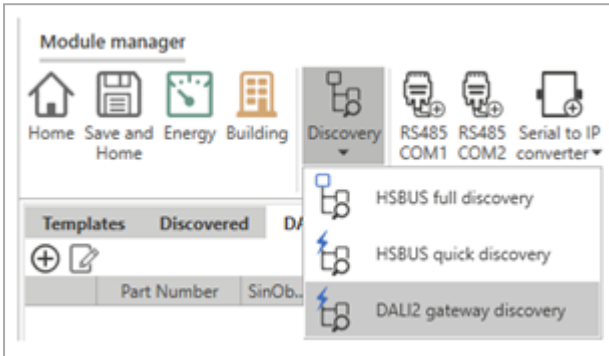 Module manager
Home Save and Energy Building Discovery RS485 RS485 Serial to IP
Home COM1 COM2 converter
HSBUS full discovery
Templates Discovered
HSBUS quick discovery
Part Number SinOb..
DALI2 gateway discovery